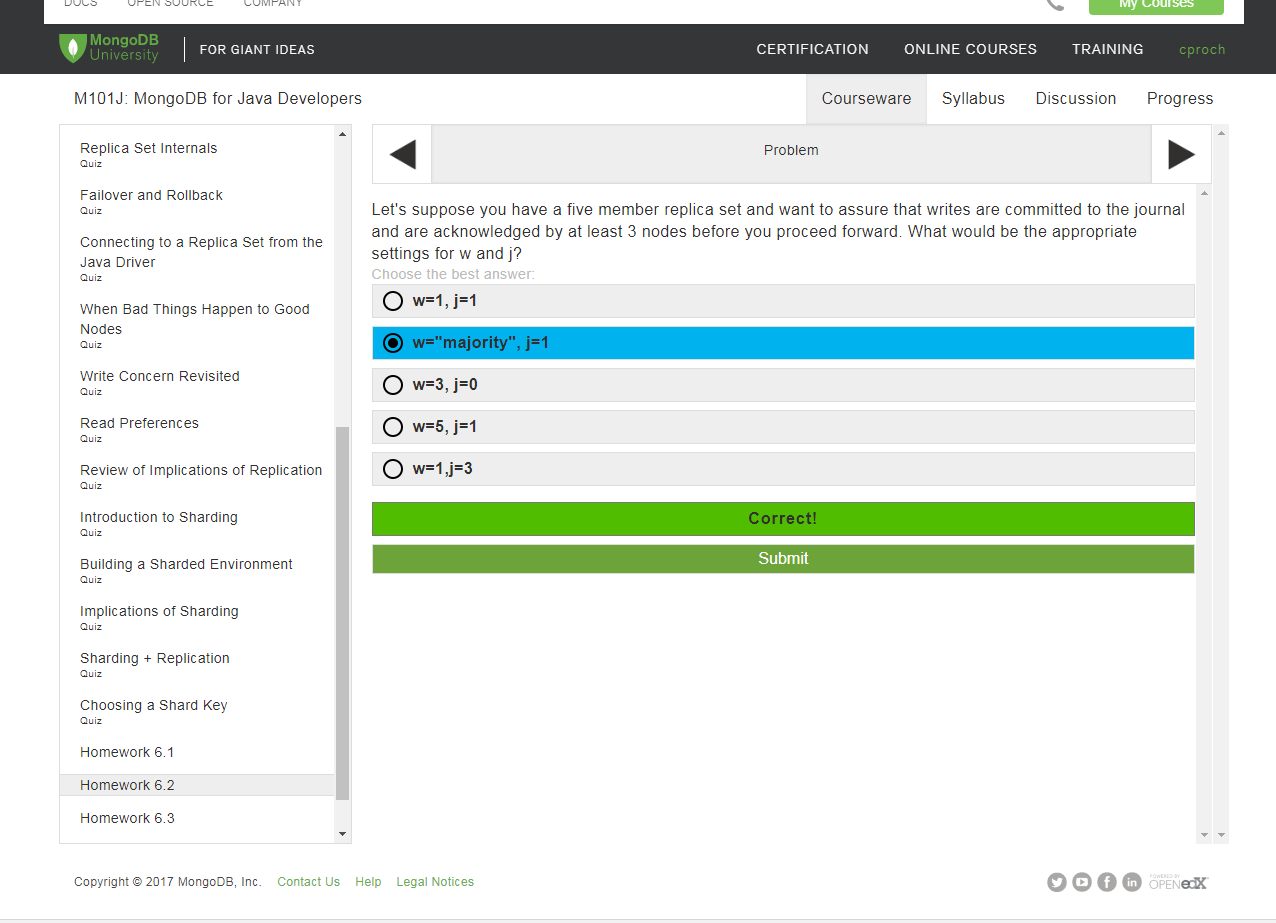 DOCS OPEN SOURCE COMPANY My Courses
MongoDB
University
FOR GIANT IDEAS
CERTIFICATION ONLINE COURSES TRAINING cproch
M101J: MongoDB for Java Developers
Courseware Syllabus Discussion Progress
Replica Set Internals
Quiz
Failover and Rollback
Quiz
Connecting to a Replica Set from the
Java Driver
Quiz
When Bad Things Happen to Good
Nodes
Quiz
Write Concern Revisited
Quiz
Read Preferences
Quiz
Review of Implications of Replication
Quiz
Introduction to Sharding
Quiz
Building a Sharded Environment
Quiz
Implications of Sharding
Quiz
Sharding + Replication
Quiz
Choosing a Shard Key
Quiz
Homework 6.1
Homework 6.2
Homework 6.3
Problem
Let's suppose you have a five member replica set and want to assure that writes are committed to the journal
and are acknowledged by at least 3 nodes before you proceed forward. What would be the appropriate
settings for w and j?
Choose the best answer:
w=1, j=1
w="majority", j=1
w=3, j=0
w=5, j=1
w=1,j=3
Correct!
Submit
Copyright © 2017 MongoDB, Inc. Contact Us Help Legal Notices
POWERED BY
OPEN edX